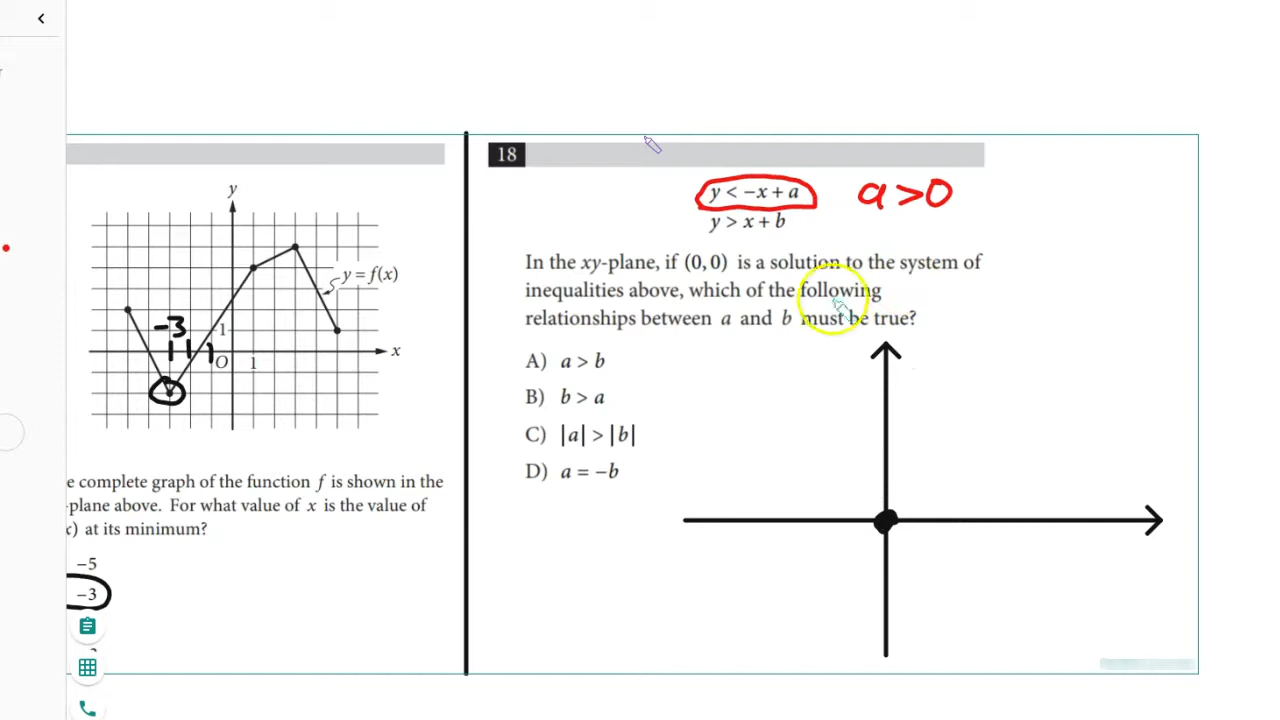 y
y = f(x)
-3
1
O
1
x
e complete graph of the function f is shown in the
-plane above. For what value of x is the value of
x) at its minimum?
-5
-3
18
y < -x + a
a>0
y > x + b
In the xy-plane, if (0, 0) is a solution to the system of
inequalities above, which of the following
relationships between a and b must be true?
A) a > b
B) b > a
C) |a| > |b|
D) a = -b